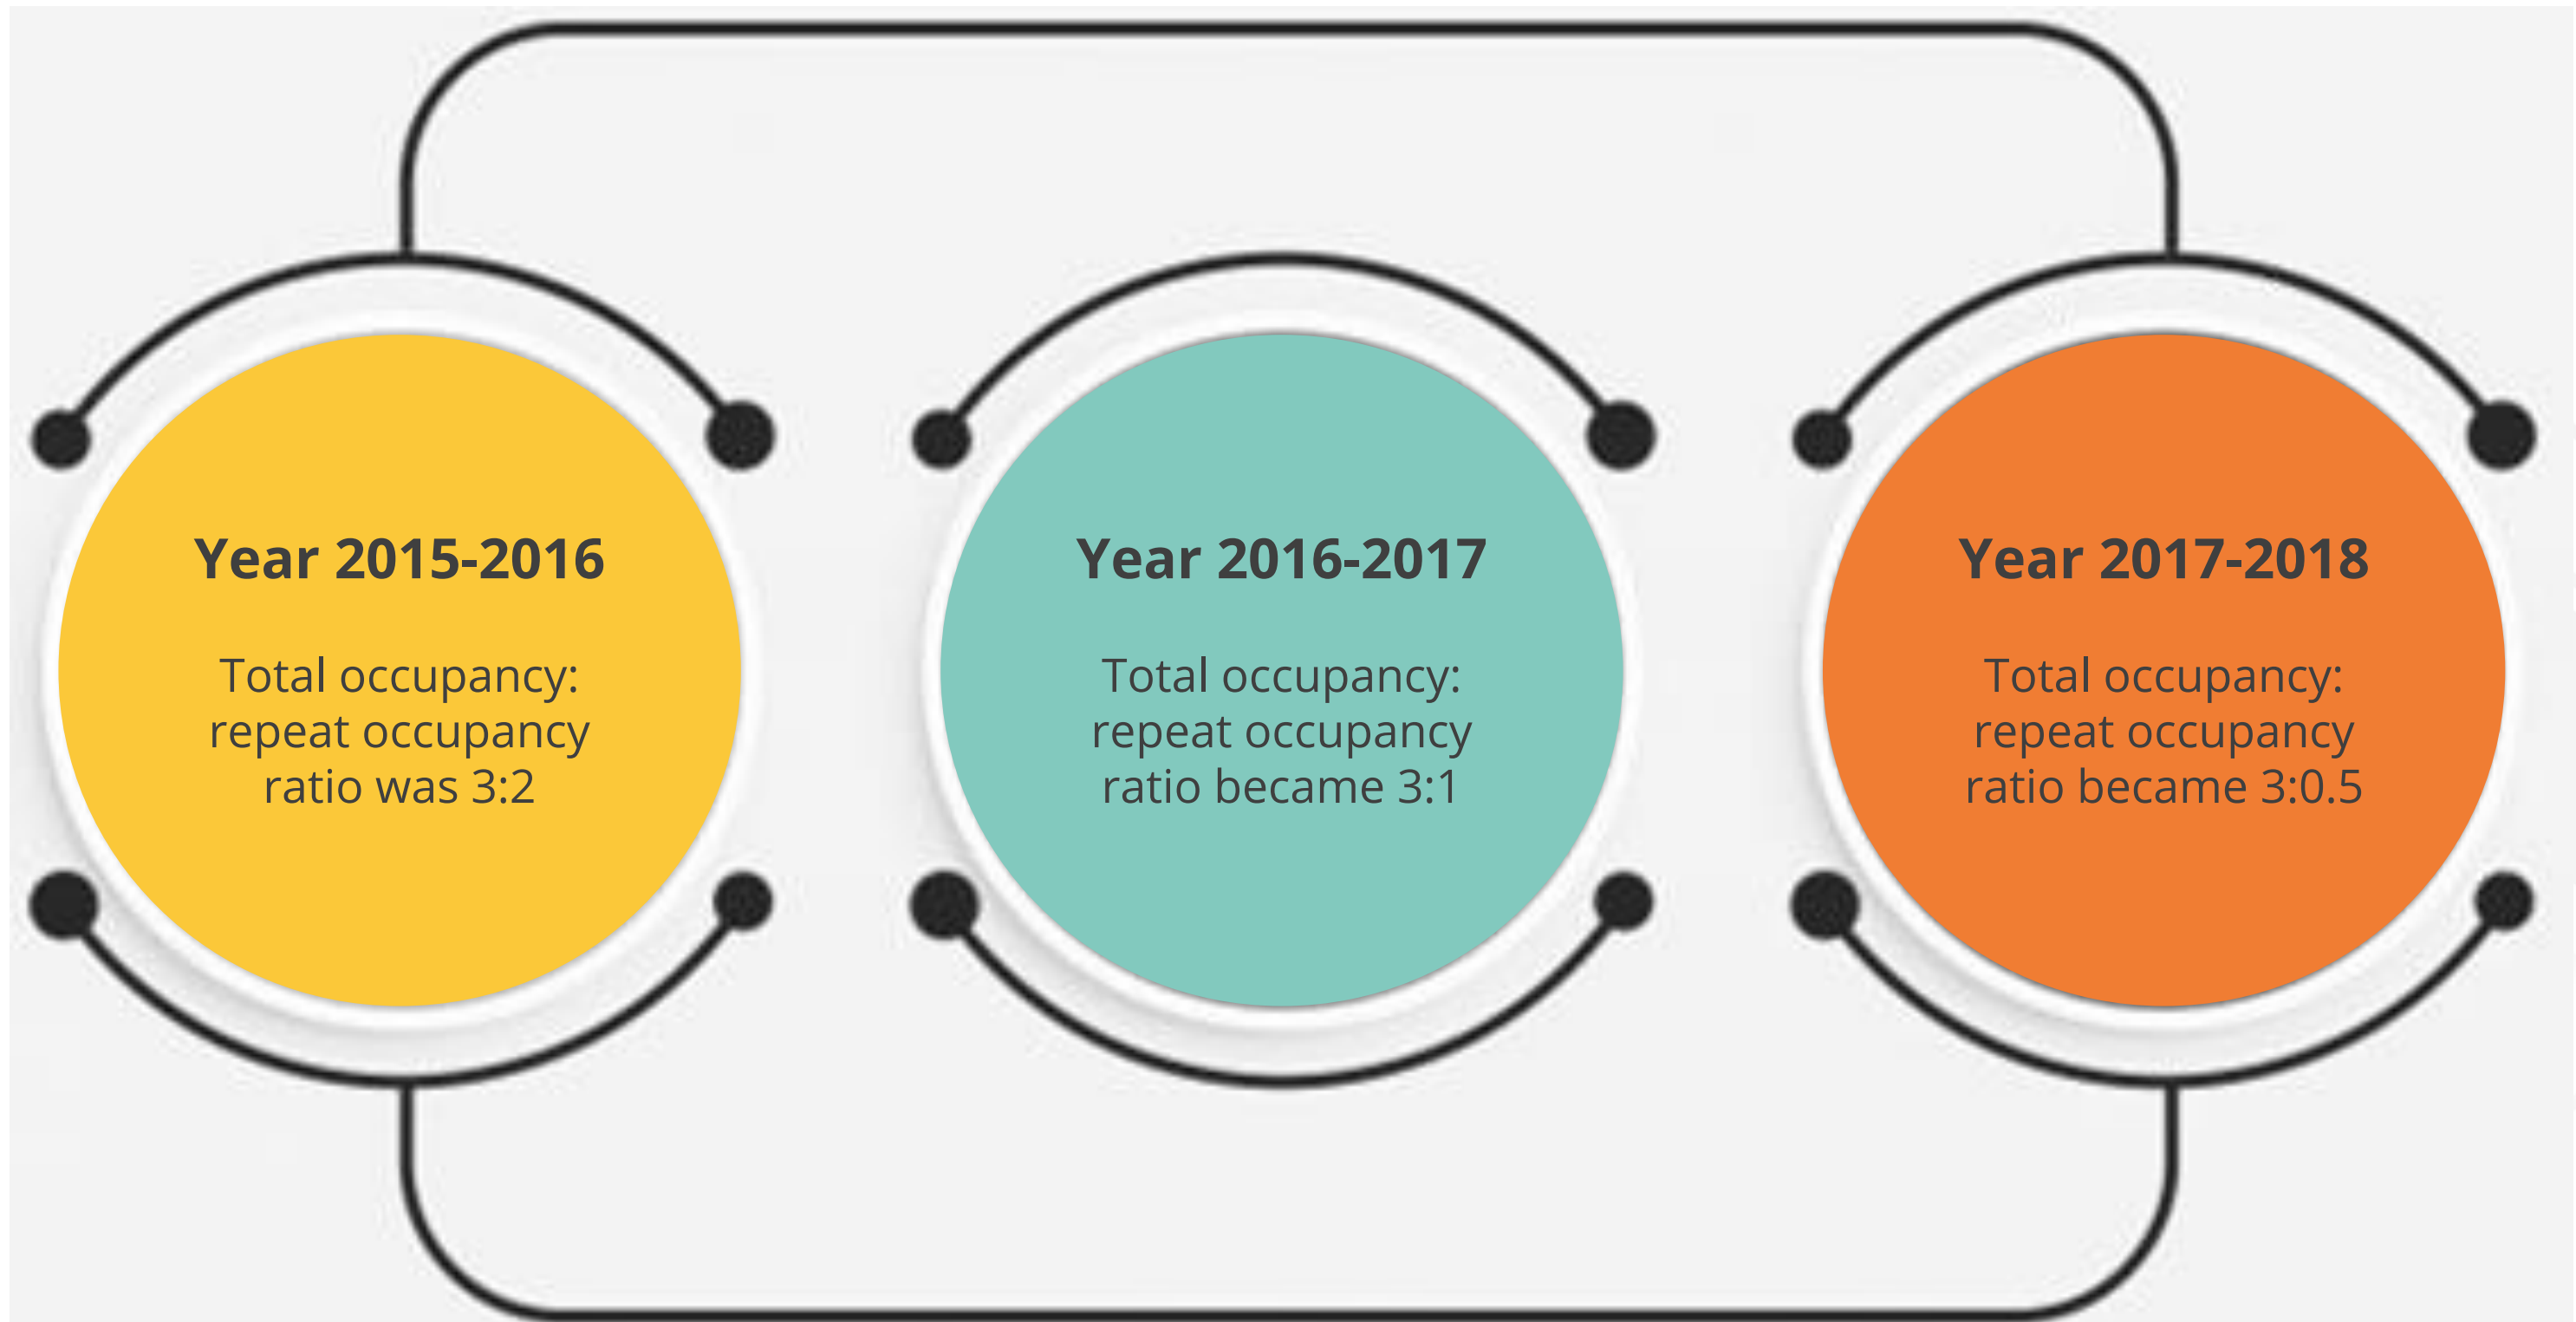 Year 2015-2016
Total occupancy:
repeat occupancy
ratio was 3:2
Year 2016-2017
Total occupancy:
repeat occupancy
ratio became 3:1
Year 2017-2018
Total occupancy:
repeat occupancy
ratio became 3:0.5